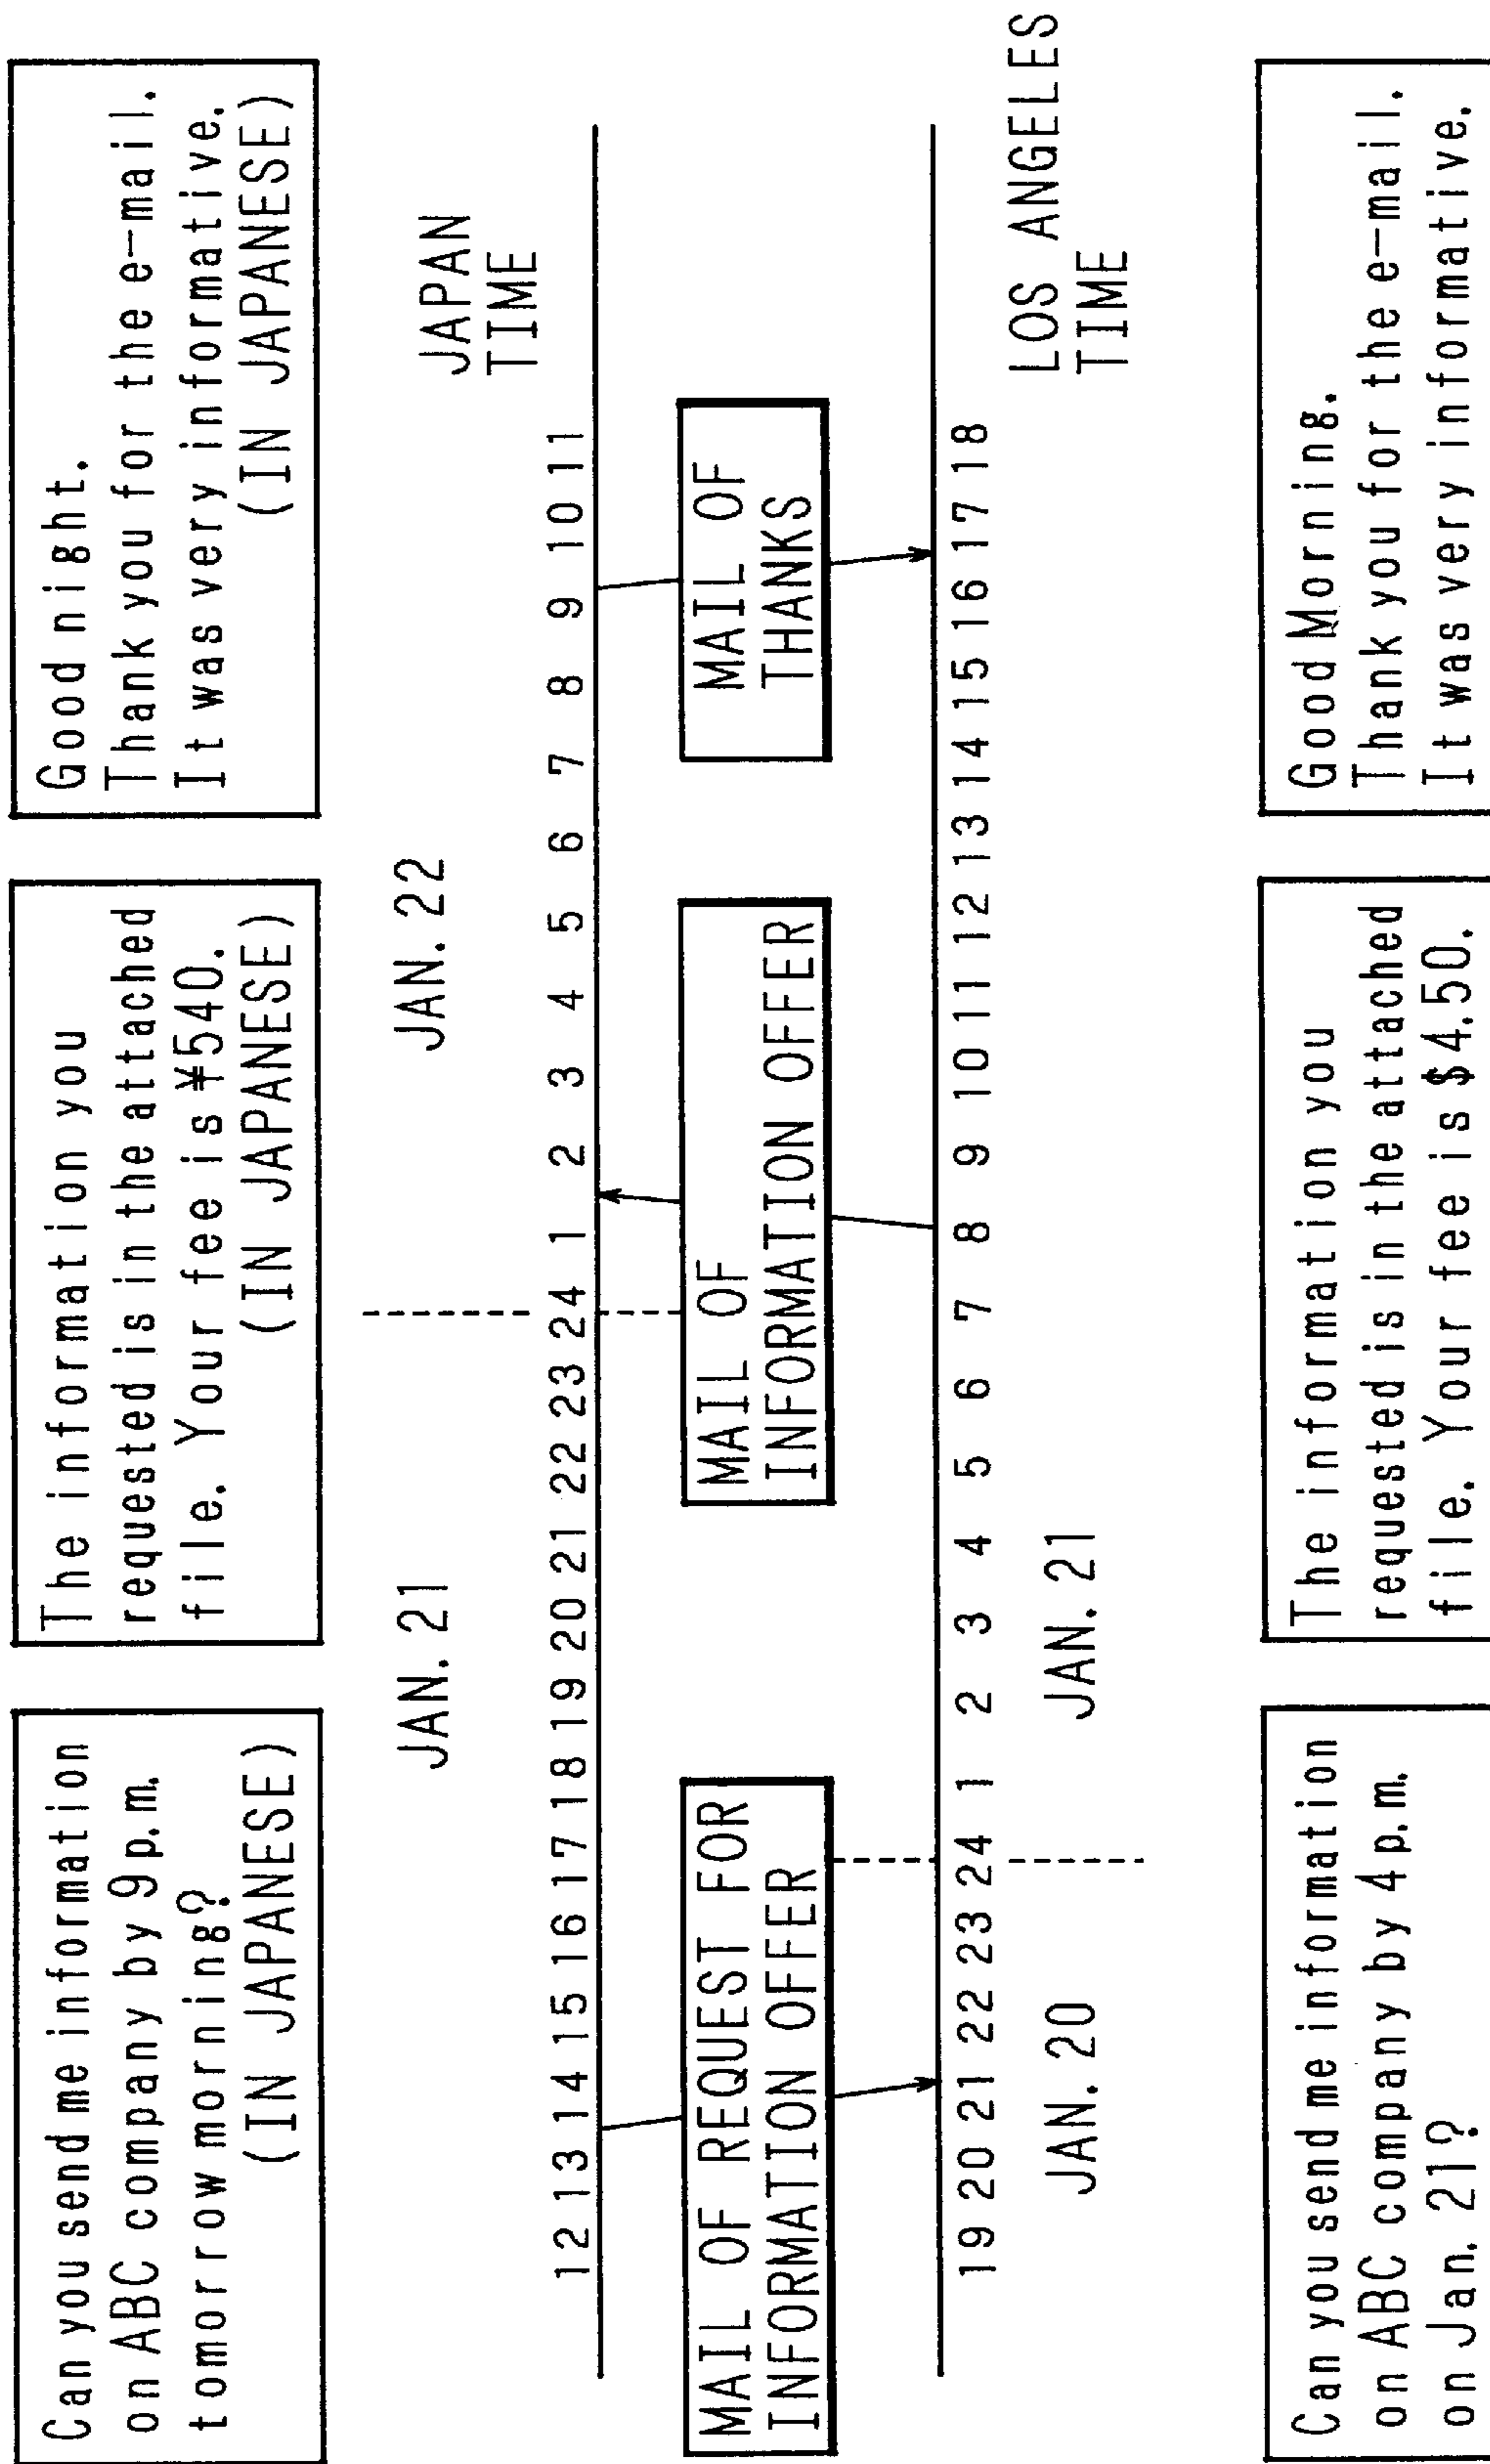 Can you send me information
on ABC company by 9 p.m.
tomorrow morning?
(IN JAPANESE)
The information you
requested is in the attached
file. Your fee is ¥540.
(IN JAPANESE)
Good night.
Thank you for the e-mail.
It was very informative.
(IN JAPANESE)
JAN. 21
JAN. 22
JAPAN
TIME
12 13 14 15 16 17 18 19 20 21 22 23 24 1 2 3 4 5 6 7 8 9 10 11
MAIL OF REQUEST FOR
INFORMATION OFFER
MAIL OF
INFORMATION OFFER
MAIL OF
THANKS
19 20 21 22 23 24 1 2 3 4 5 6 7 8 9 10 11 12 13 14 15 16 17 18
LOS ANGELES
TIME
JAN. 20
JAN. 21
Can you send me information
on ABC company by 4 p.m.
on Jan. 21?
The information you
requested is in the attached
file. Your fee is $4.50.
Good Morning.
Thank you for the e-mail.
It was very informative.